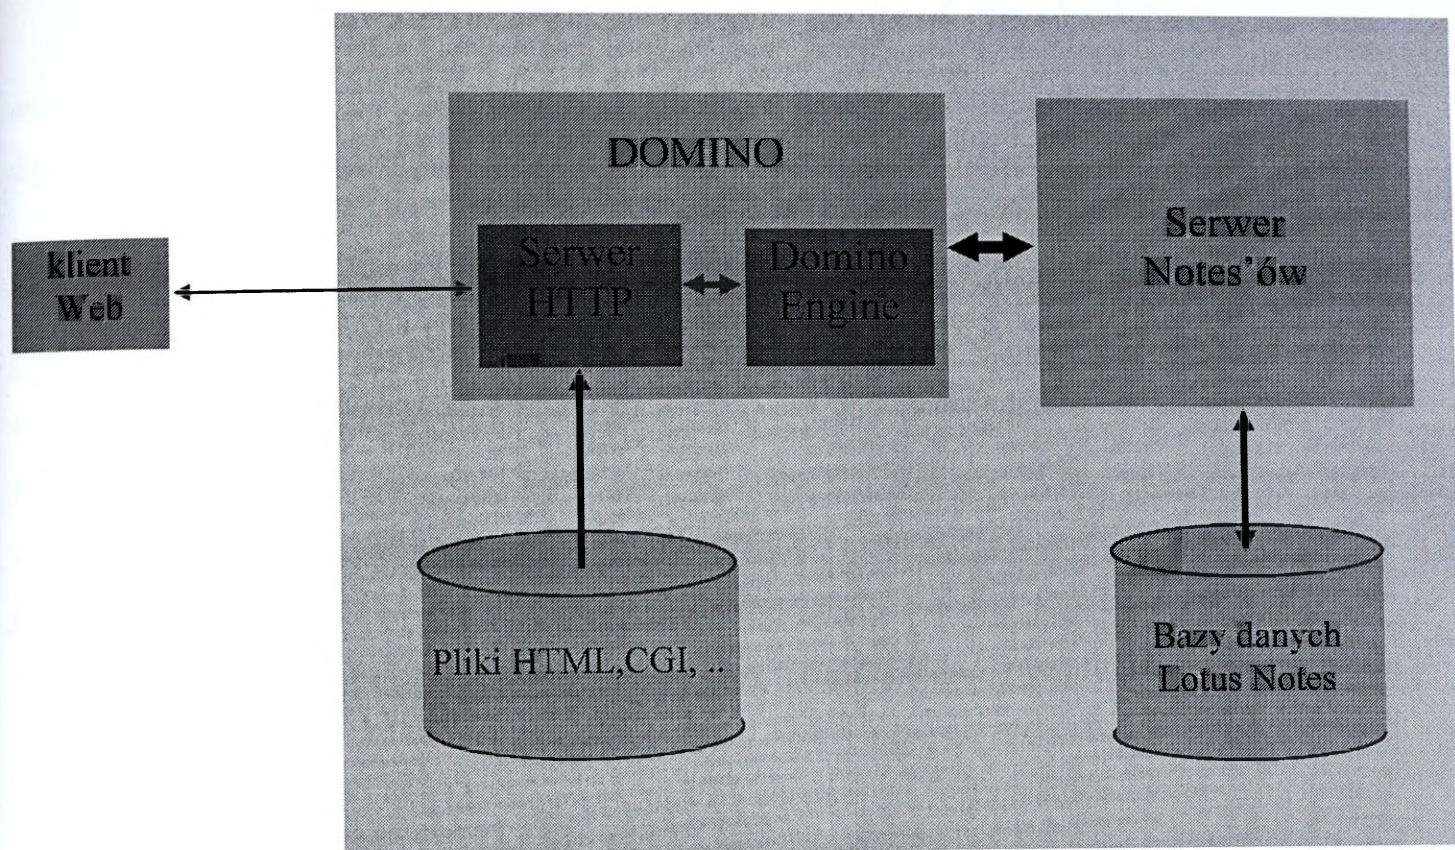 DOMINO
klient
Web
Serwer
HTTP
Domino
Engine
Serwer
Notes’ów
Pliki HTML,CGI, ..
Bazy danych
Lotus Notes